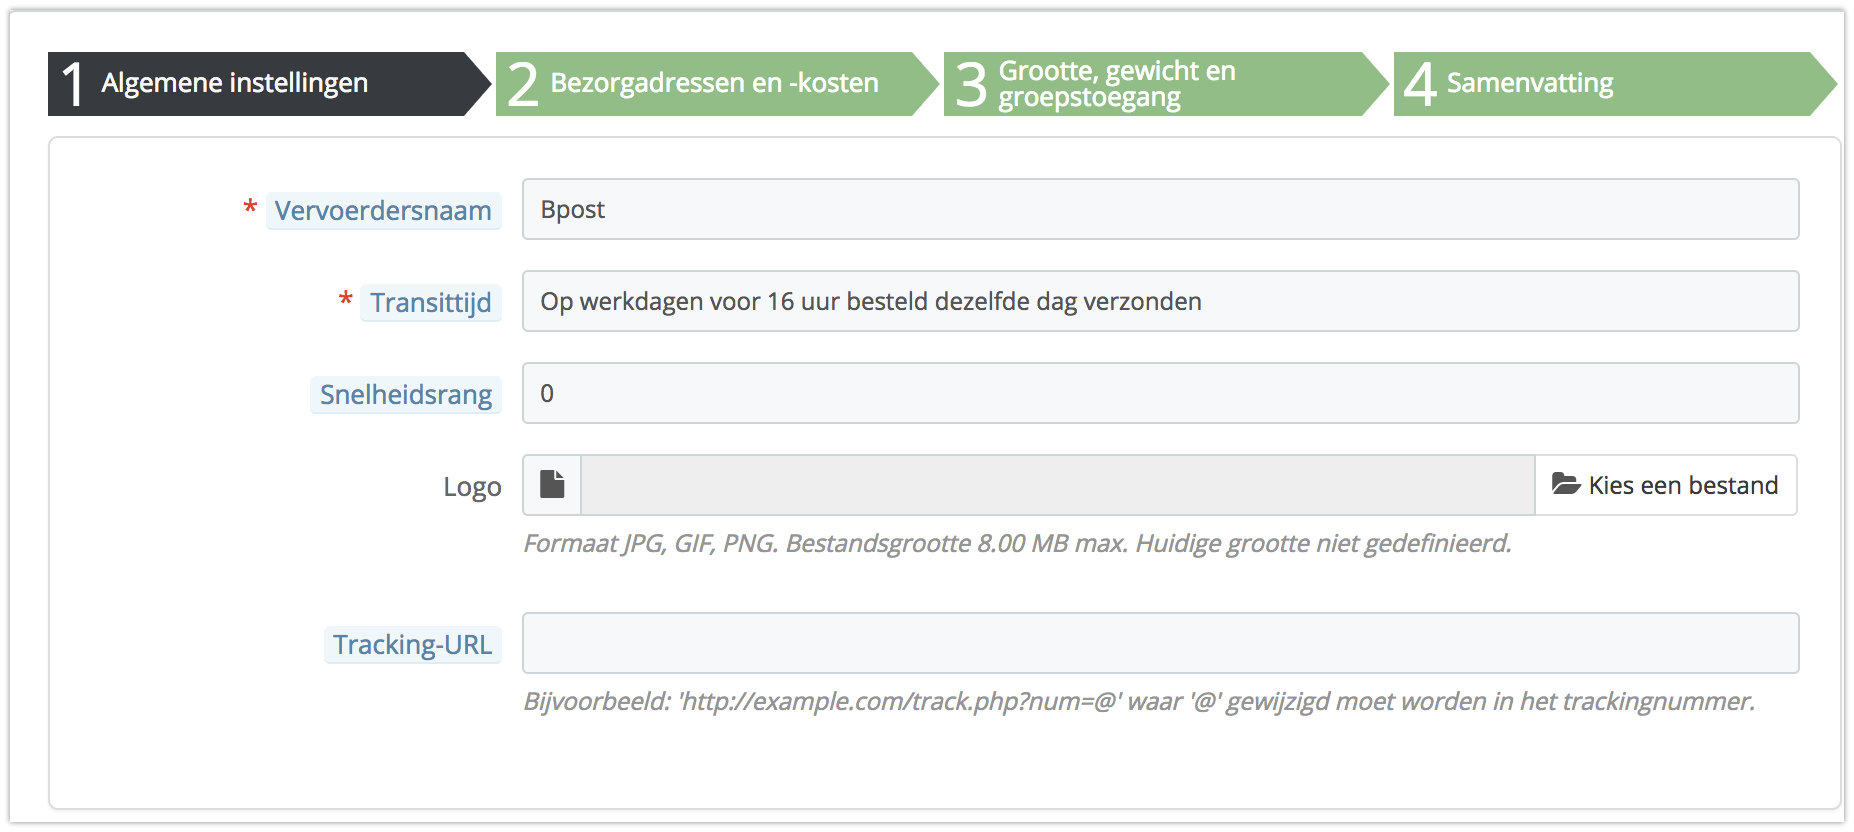 1 Algemene instellingen
2 Bezorgadressen en -kosten
3 Grootte, gewicht en
groepstoegang
4 Samenvatting
* Vervoerdersnaam Bpost
* Transittijd Op werkdagen voor 16 uur besteld dezelfde dag verzonden
Snelheidsrang 0
Logo Kies een bestand
Formaat JPG, GIF, PNG. Bestandsgrootte 8.00 MB max. Huidige grootte niet gedefinieerd.
Tracking-URL
Bijvoorbeeld: 'http://example.com/track.php?num=@' waar '@' gewijzigd moet worden in het trackingnummer.